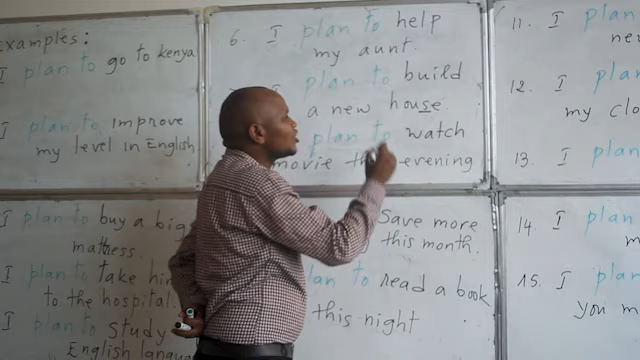 Examples:
I plan to go to kenya
I plan to improve
my level in English
I plan to buy a big
mattress.
I plan to take him
to the hospital
I plan to study
English langua
6. I plan to help
my aunt.
plan to build
a new house.
plan to watch
movie this evening
Save more
this month.
plan to read a book
this night
11. I plan
12. I plan
my clo
13. I plan
14. I plan
15. I plan
you m